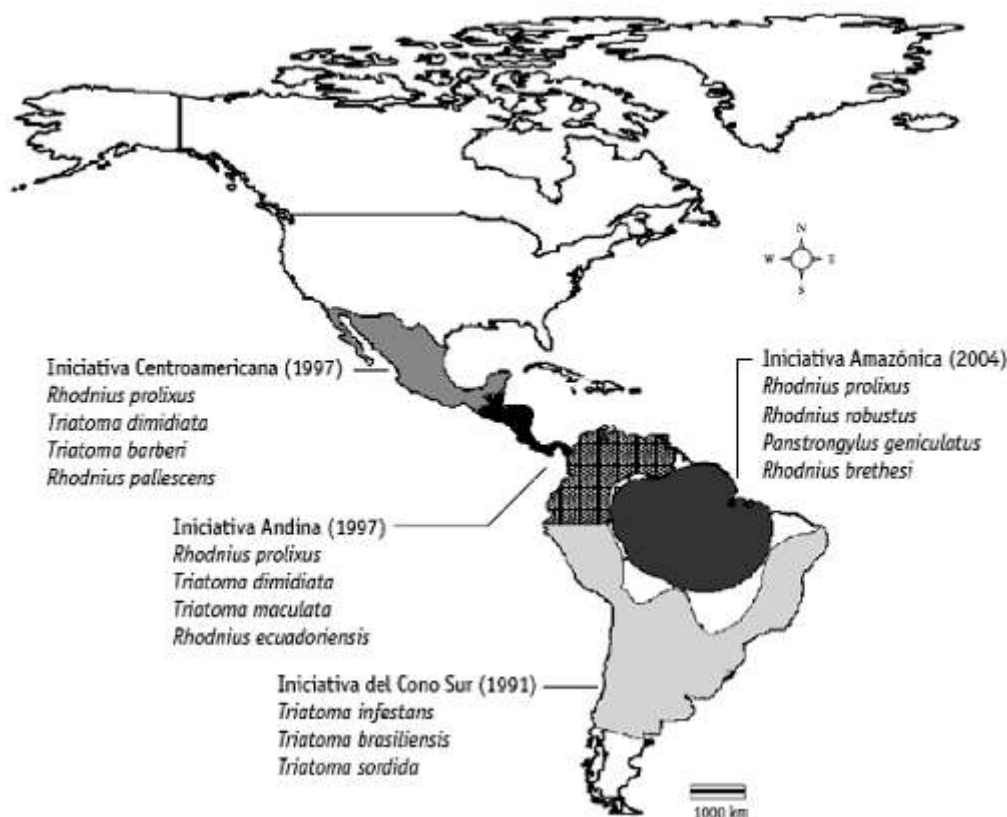 N
W
E
S
Iniciativa Centroamericana (1997)
Rhodnius prolixus
Triatoma dimidiata
Triatoma barberi
Rhodnius pallescens
Iniciativa Amazónica (2004)
Rhodnius prolixus
Rhodnius robustus
Panstrongylus geniculatus
Rhodnius brethesi
Iniciativa Andina (1997)
Rhodnius prolixus
Triatoma dimidiata
Triatoma maculata
Rhodnius ecuadoriensis
Iniciativa del Cono Sur (1991)
Triatoma infestans
Triatoma brasiliensis
Triatoma sordida
1000 km